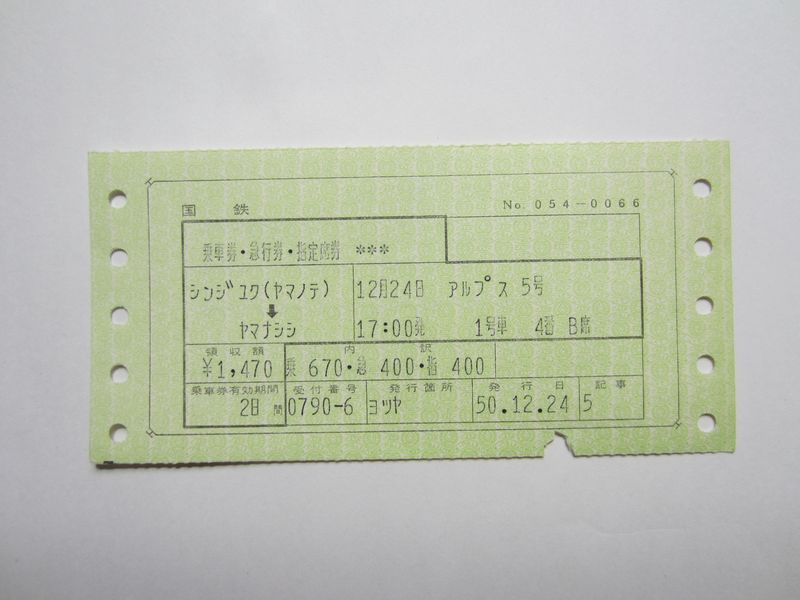 国鉄 No. 054-0066
乗車券・急行券・指定席券 ***
シンジュク(ヤマノテ) 12月24日 アルプス 5号
⬇
ヤマナシシ 17:00発 1号車 4番 B席
領収額 内訳
¥1,470 乗 670・急 400・指 400
乗車券有効期間 受付番号 発行箇所 発行日 記事
2日間 0790-6 ヨツヤ 50.12.24 5